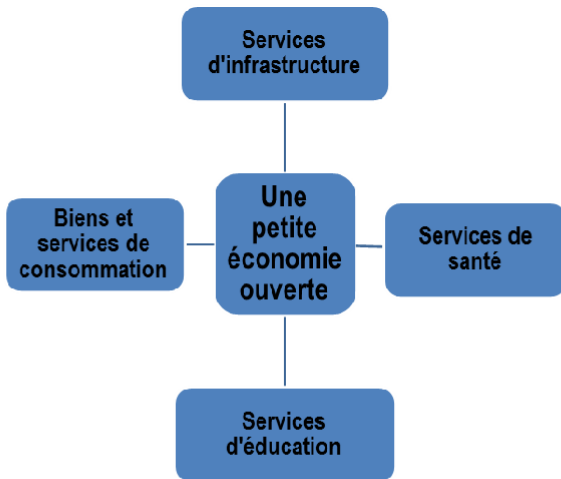 Services
d'infrastructure
Biens et
services de
consommation
Une
petite
économie
ouverte
Services de
santé
Services
d'éducation